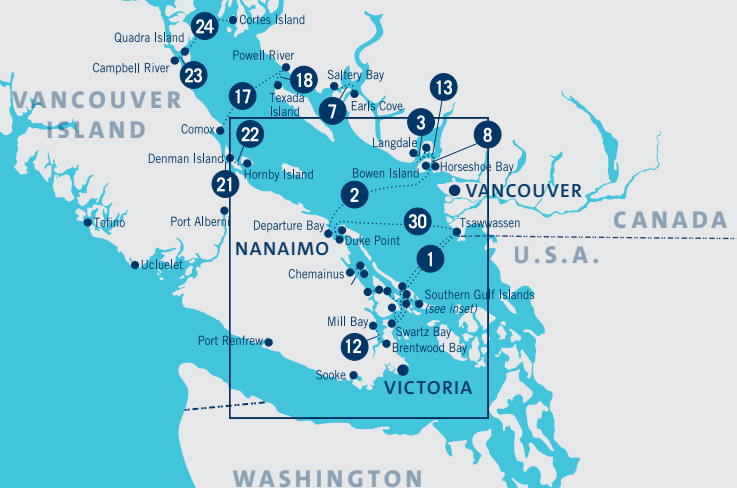 24
Cortes Island
Quadra Island
Campbell River
23
Powell River
18
Saltery Bay
VANCOUVER
ISLAND
17
Texada
Island
7
Earls Cove
13
Comox
22
3
8
Langdale
Denman Island
Hornby Island
Bowen Island
Horseshoe Bay
21
2
VANCOUVER
Tofino
Port Alberni
Departure Bay
30
Tsawwassen
CANADA
NANAIMO
Duke Point
U.S.A.
Ucluelet
1
Chemainus
Southern Gulf Islands
(see inset)
Mill Bay
Swartz Bay
Port Renfrew
12
Brentwood Bay
Sooke
VICTORIA
WASHINGTON